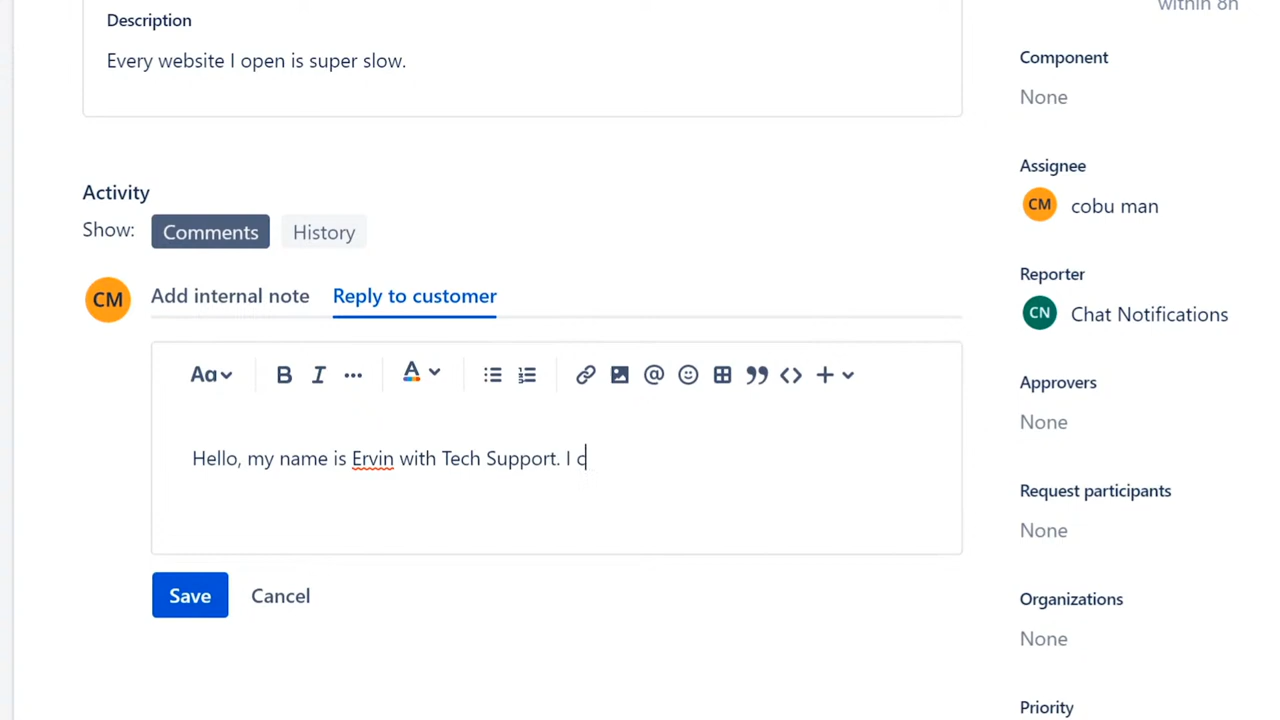 within 8h
Description
Every website I open is super slow.
Component
None
Activity
Assignee
CM cobu man
Show: Comments History
Reporter
CM Add internal note Reply to customer
CN Chat Notifications
Aa B I ... A
Approvers
None
Hello, my name is Ervin with Tech Support. I c
Request participants
None
Save Cancel
Organizations
None
Priority